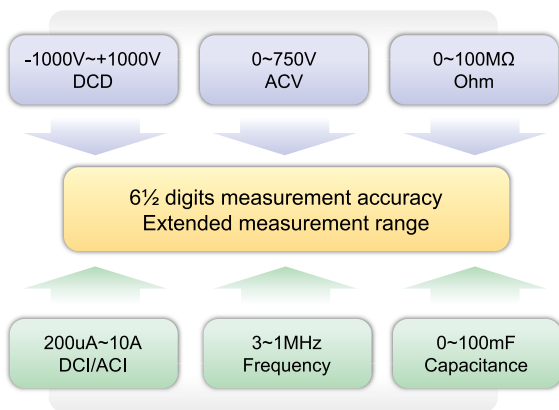 -1000V~+1000V
DCD
0~750V
ACV
0~100MΩ
Ohm
6½ digits measurement accuracy
Extended measurement range
200uA~10A
DCI/ACI
3~1MHz
Frequency
0~100mF
Capacitance